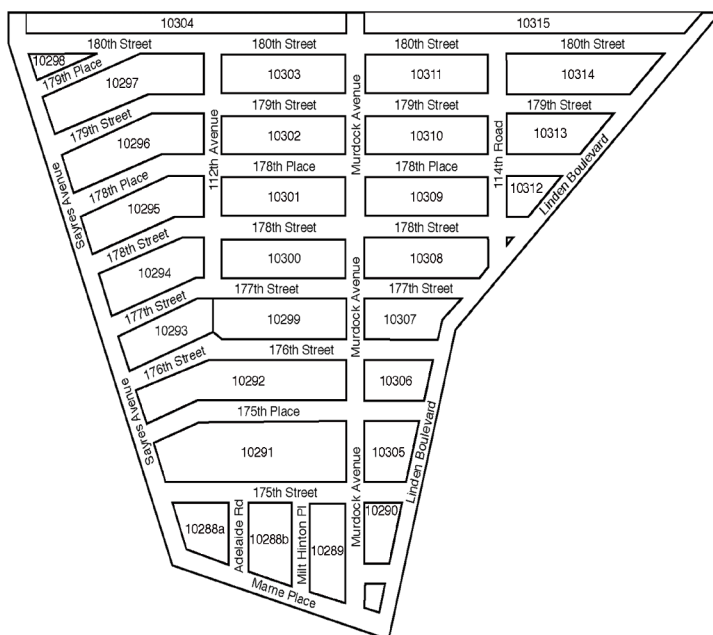 10304
10315
180th Street
180th Street
180th Street
180th Street
10298
179th Place
10297
10303
10311
10314
Murdock Avenue
179th Street
179th Street
179th Street
179th Street
112th Avenue
114th Road
10296
10302
10310
10313
178th Place
178th Place
178th Place
Sayres Avenue
10295
10301
10309
10312
Linden Boulevard
178th Street
178th Street
178th Street
10294
10300
10308
Murdock Avenue
177th Street
177th Street
177th Street
10293
10299
10307
176th Street
176th Street
Sayres Avenue
10292
10306
175th Place
10291
10305
Linden Boulevard
Murdock Avenue
175th Street
10288a
Adelaide Rd
10288b
Milt Hinton Pl
10289
10290
Marne Place